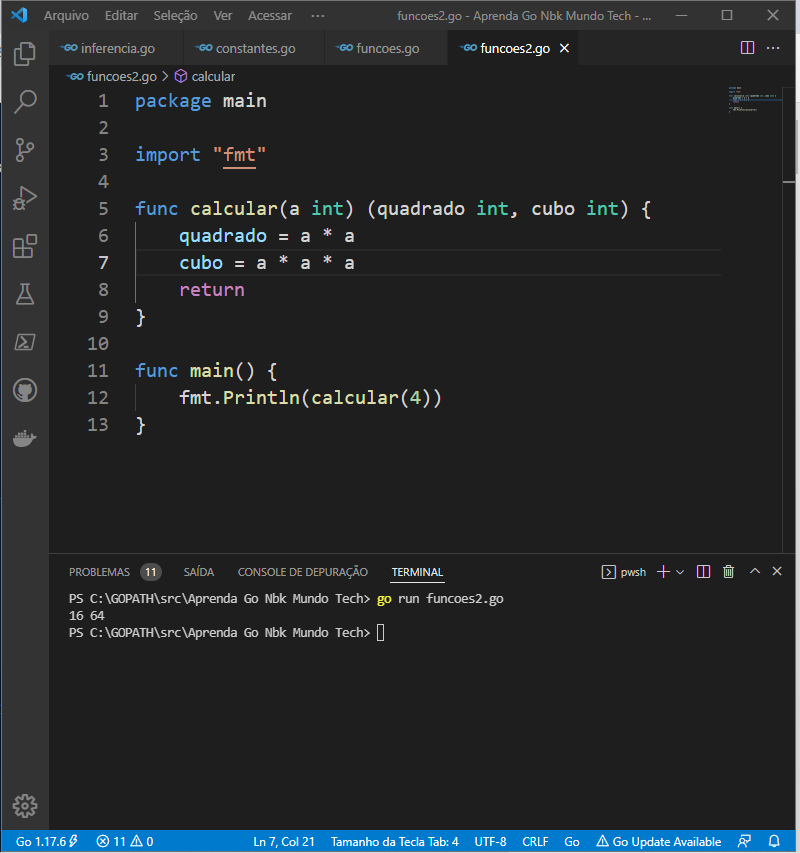 Arquivo Editar Seleção Ver Acessar ··· funcoes2.go - Aprenda Go Nbk Mundo Tech - ...
inferencia.go constantes.go funcoes.go funcoes2.go
funcoes2.go > calcular
1 package main
2
3 import "fmt"
4
5 func calcular(a int) (quadrado int, cubo int) {
6 quadrado = a * a
7 cubo = a * a * a
8 return
9 }
10
11 func main() {
12 fmt.Println(calcular(4))
13 }
PROBLEMAS 11 SAÍDA CONSOLE DE DEPURAÇÃO TERMINAL pwsh
PS C:\GOPATH\src\Aprenda Go Nbk Mundo Tech> go run funcoes2.go
16 64
PS C:\GOPATH\src\Aprenda Go Nbk Mundo Tech>
Go 1.17.6 11 0 Ln 7, Col 21 Tamanho da Tecla Tab: 4 UTF-8 CRLF Go Go Update Available